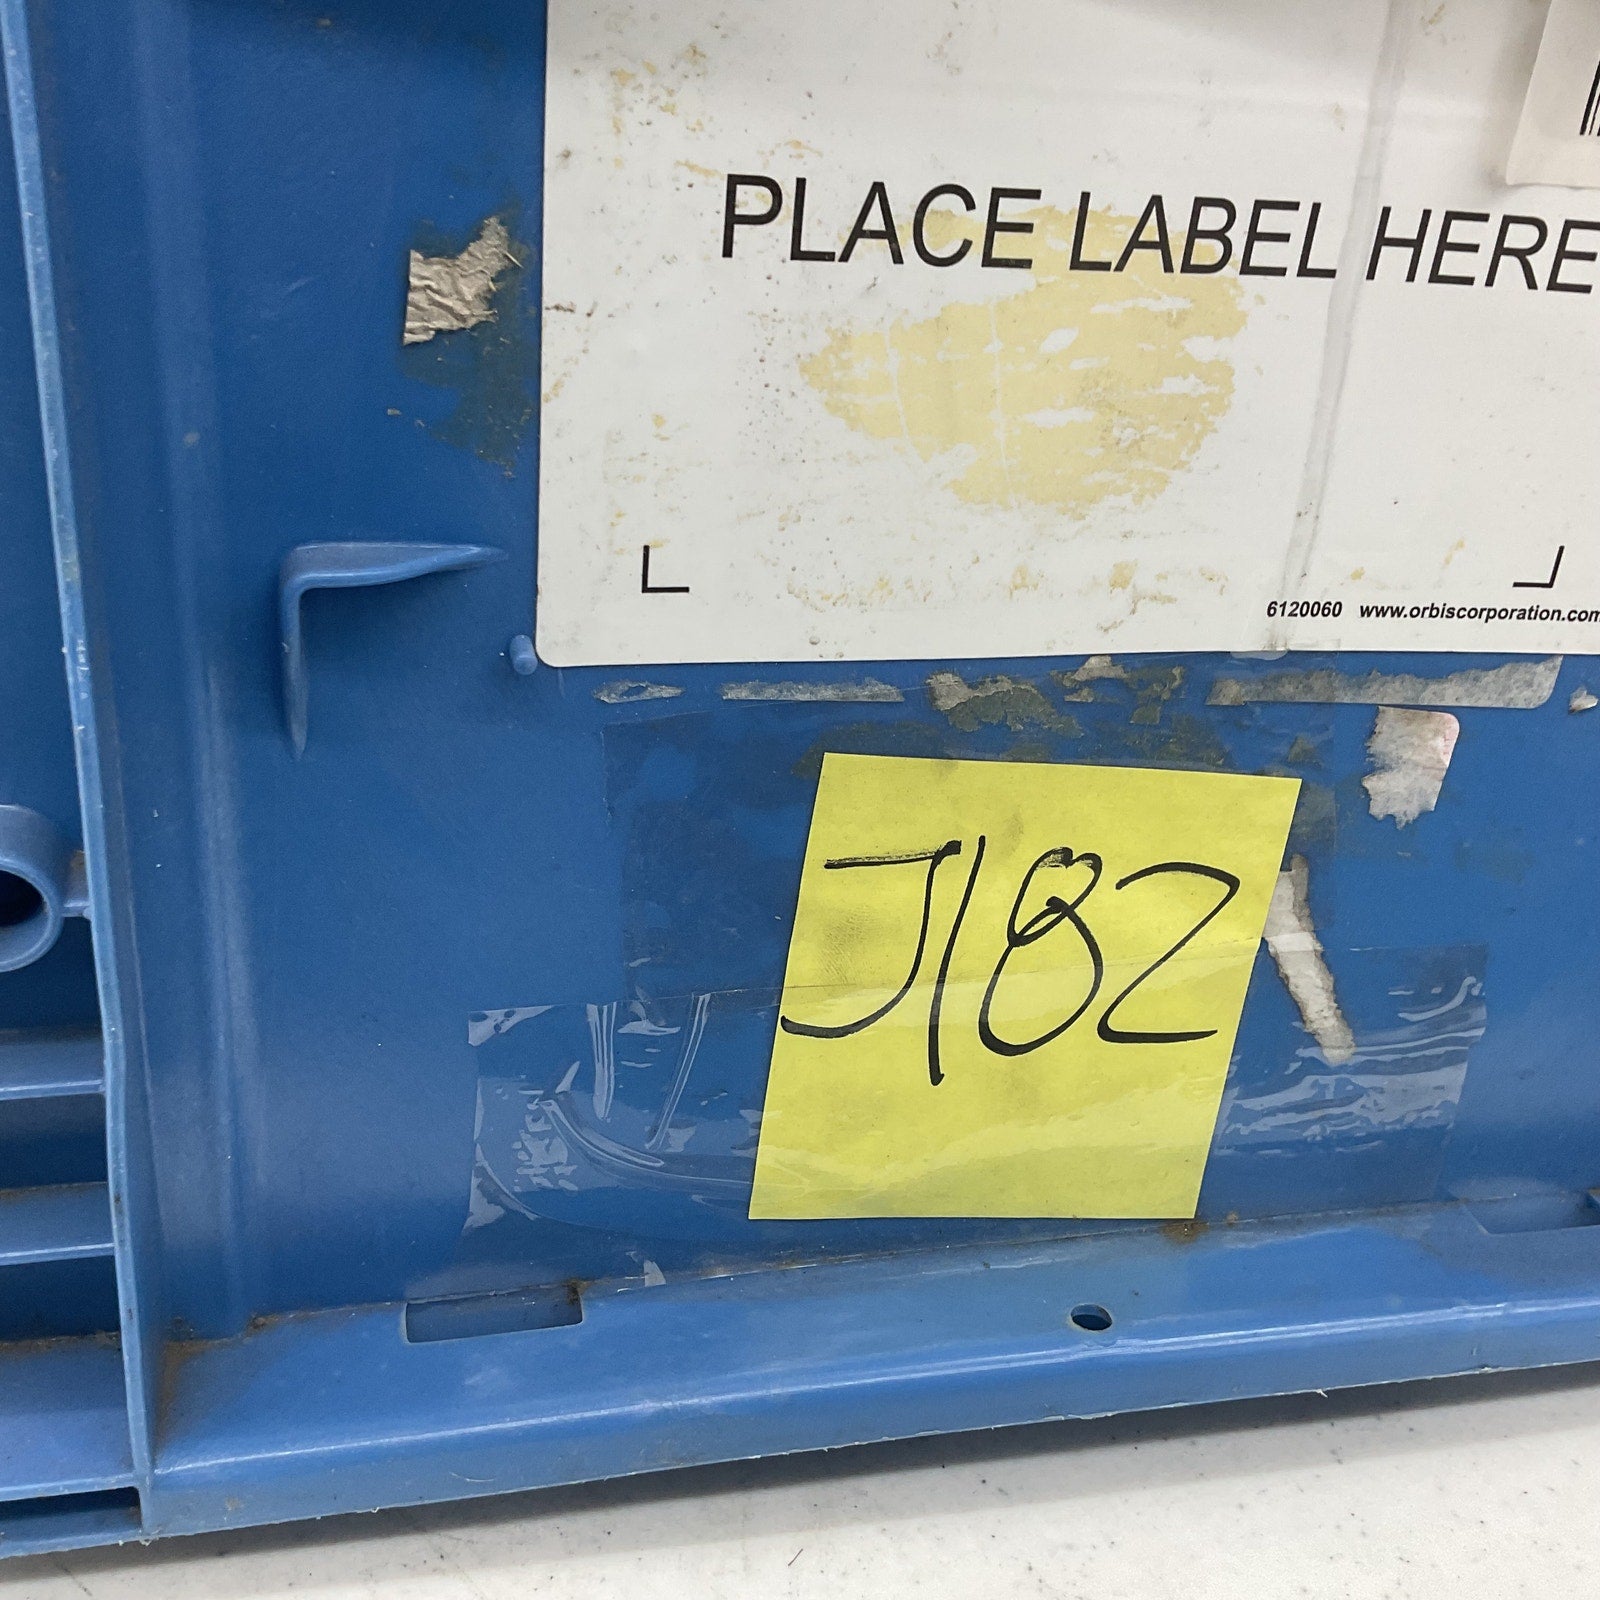 PLACE LABEL HERE
6120060 www.orbiscorporation.com
J182